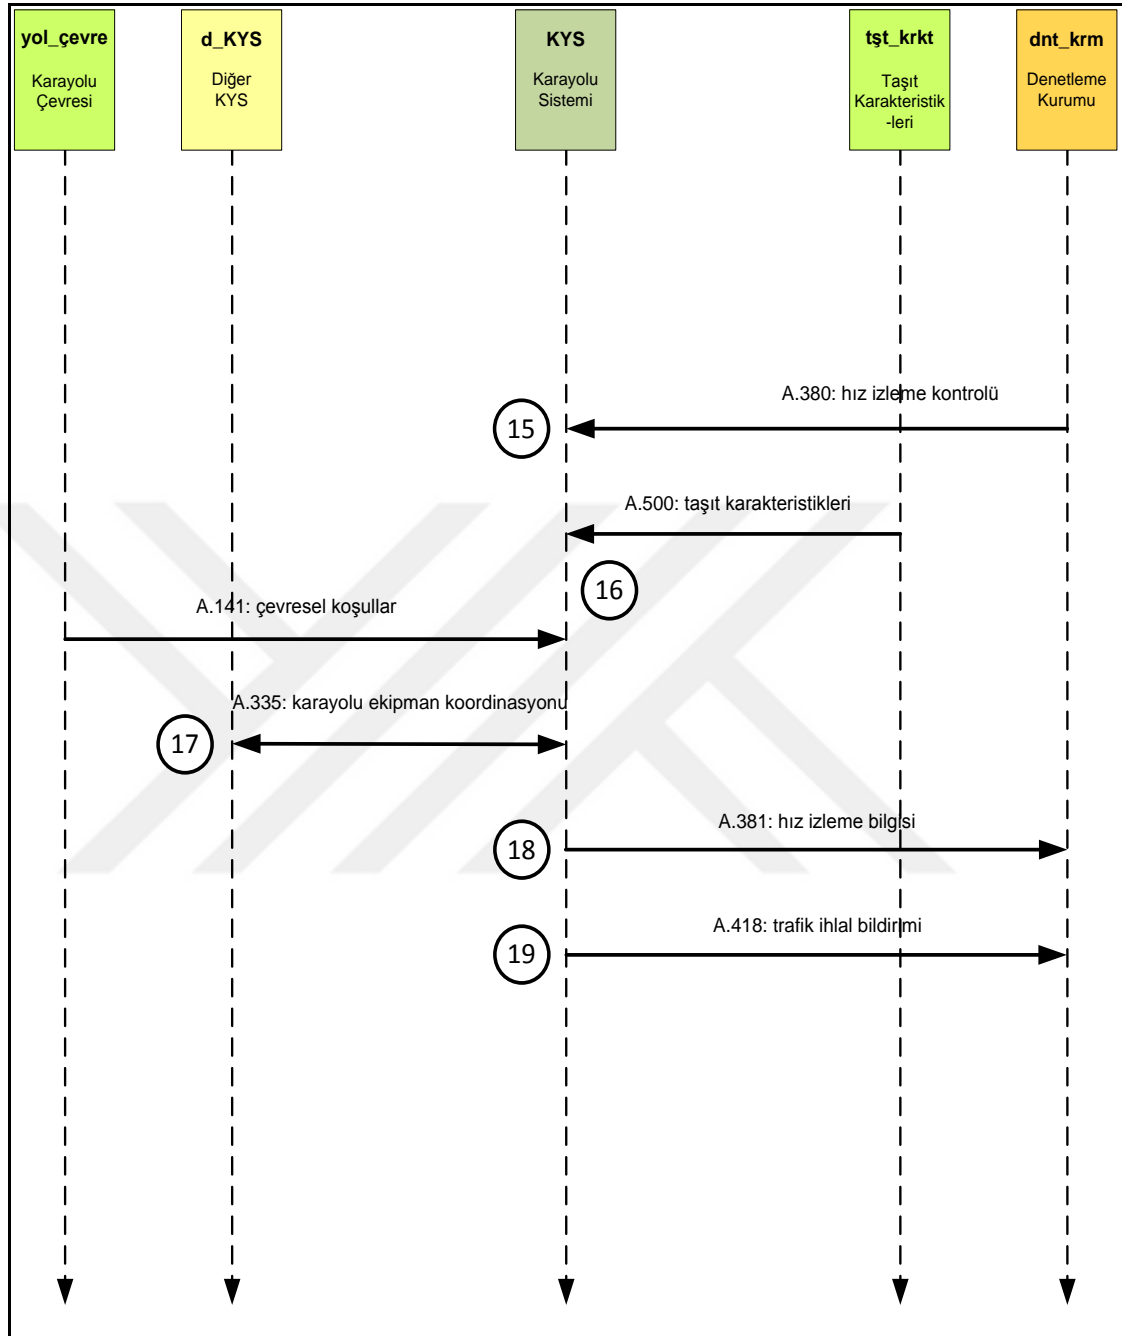 yol_çevre
Karayolu
Çevresi
d_KYS
Diğer
KYS
KYS
Karayolu
Sistemi
tşt_krkt
Taşıt
Karakteristik
-leri
dnt_krm
Denetleme
Kurumu
A.380: hız izleme kontrolü
15
A.500: taşıt karakteristikleri
16
A.141: çevresel koşullar
A.335: karayolu ekipman koordinasyonu
17
A.381: hız izleme bilgisi
18
A.418: trafik ihlal bildirimi
19